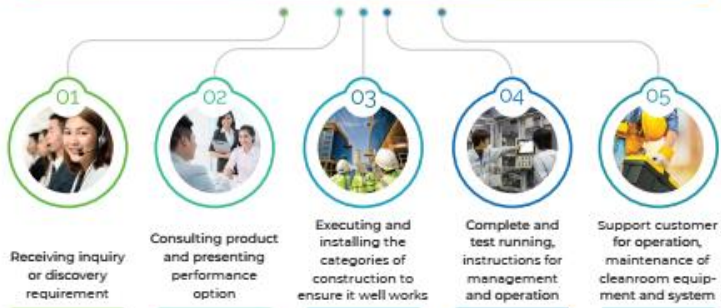 01
Receiving inquiry
or discovery
requirement
02
Consulting product
and presenting
performance
option
03
Executing and
installing the
categories of
construction to
ensure it well works
04
Complete and
test running,
instructions for
management
and operation
05
Support customer
for operation,
maintenance of
cleanroom equip-
ment and system